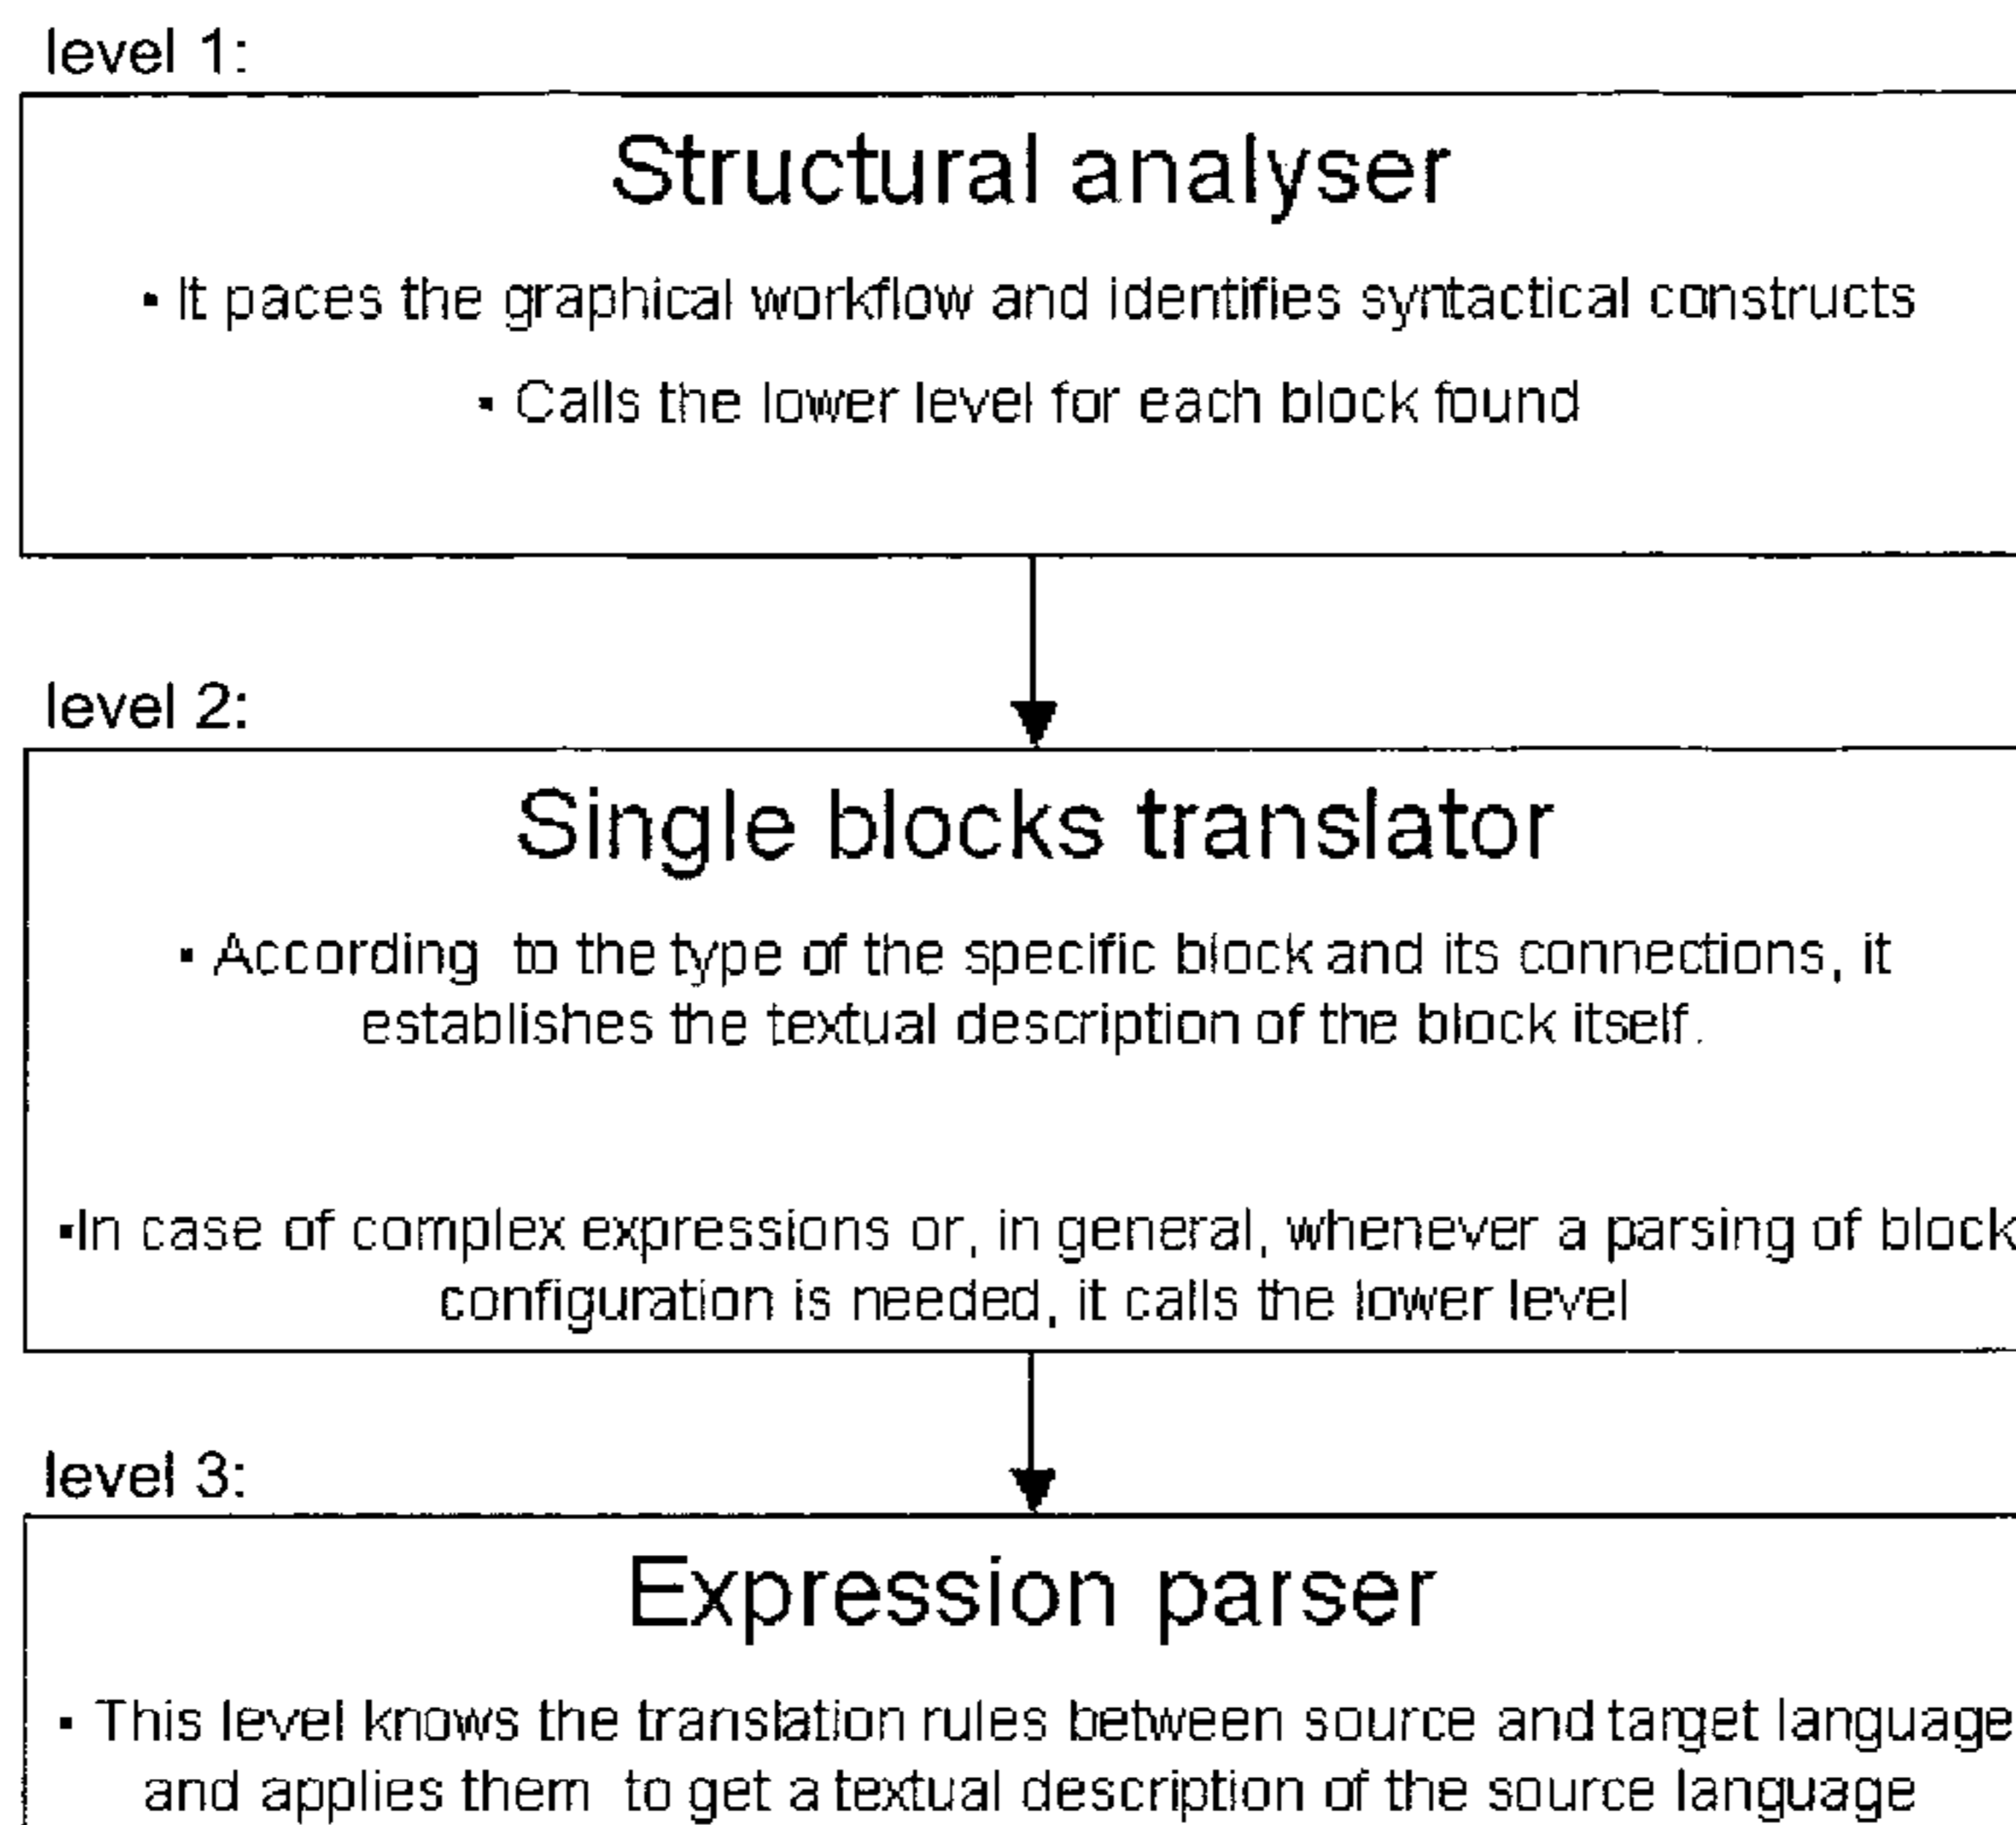 level 1:
Structural analyser
▪ It paces the graphical workflow and identifies syntactical constructs
▪ Calls the lower level for each block found
level 2:
Single blocks translator
▪ According to the type of the specific block and its connections, it
establishes the textual description of the block itself.
▪In case of complex expressions or, in general, whenever a parsing of block
configuration is needed, it calls the lower level
level 3:
Expression parser
▪ This level knows the translation rules between source and target language
and applies them to get a textual description of the source language